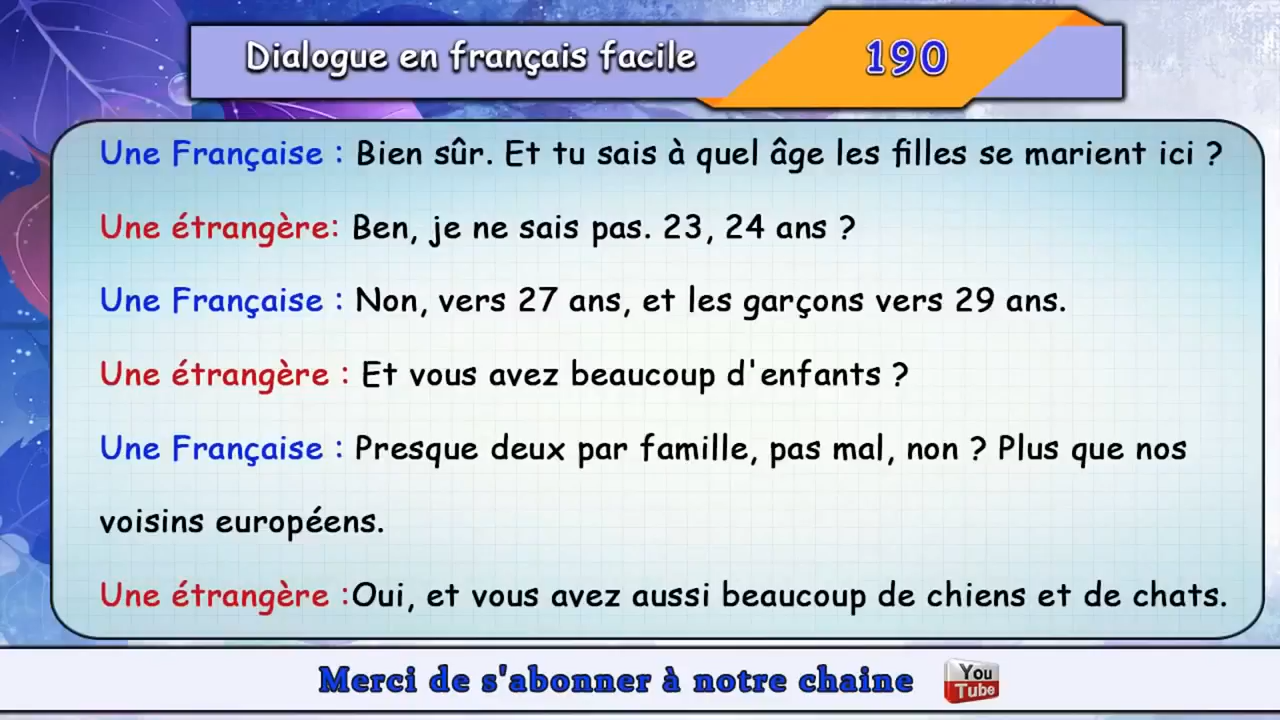 Dialogue en français facile
190
Une Française : Bien sûr. Et tu sais à quel âge les filles se marient ici ?
Une étrangère: Ben, je ne sais pas. 23, 24 ans ?
Une Française : Non, vers 27 ans, et les garçons vers 29 ans.
Une étrangère : Et vous avez beaucoup d'enfants ?
Une Française : Presque deux par famille, pas mal, non ? Plus que nos
voisins européens.
Une étrangère :Oui, et vous avez aussi beaucoup de chiens et de chats.
Merci de s'abonner à notre chaine
You
Tube